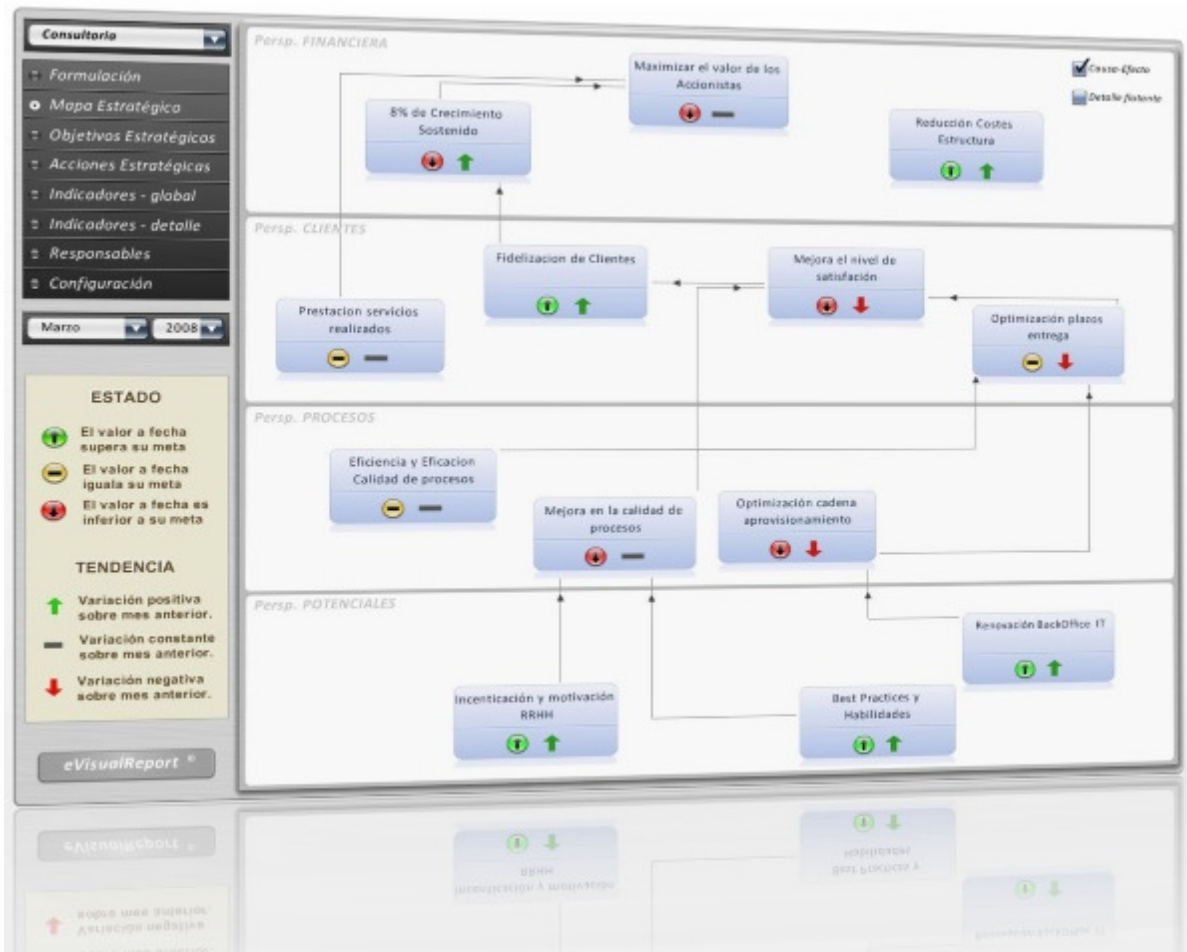 Consultoría
Formulación
Mapa Estratégico
Objetivos Estratégicos
Acciones Estratégicas
Indicadores - global
Indicadores - detalle
Responsables
Configuración
Marzo
2008
ESTADO
El valor a fecha
supera su meta
El valor a fecha
iguala su meta
El valor a fecha es
inferior a su meta
TENDENCIA
Variación positiva
sobre mes anterior.
Variación constante
sobre mes anterior.
Variación negativa
sobre mes anterior.
eVisualReport ®
Persp. FINANCIERA
Maximizar el valor de los
Accionistas
Causa-Efecto
Detalle flotante
8% de Crecimiento
Sostenido
Reducción Costes
Estructura
Persp. CLIENTES
Fidelizacion de Clientes
Mejora el nivel de
satisfacción
Prestacion servicios
realizados
Optimización plazos
entrega
Persp. PROCESOS
Eficiencia y Eficacion
Calidad de procesos
Mejora en la calidad de
procesos
Optimización cadena
aprovisionamiento
Persp. POTENCIALES
Renovación BackOffice IT
Incenticación y motivación
RRHH
Best Practices y
Habilidades